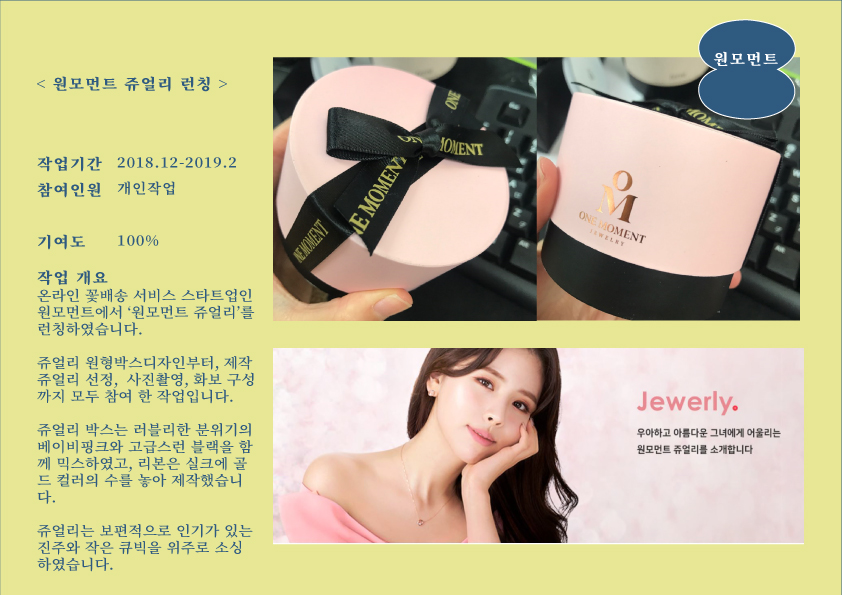 < 원모먼트 쥬얼리 런칭 >
원모먼트
작업기간 2018.12-2019.2
참여인원 개인작업
기여도 100%
작업 개요
온라인 꽃배송 서비스 스타트업인
원모먼트에서 ‘원모먼트 쥬얼리’를
런칭하였습니다.
쥬얼리 원형박스디자인부터, 제작
쥬얼리 선정, 사진촬영, 화보 구성
까지 모두 참여 한 작업입니다.
쥬얼리 박스는 러블리한 분위기의
베이비핑크와 고급스런 블랙을 함
께 믹스하였고, 리본은 실크에 골
드 컬러의 수를 놓아 제작했습니
다.
쥬얼리는 보편적으로 인기가 있는
진주와 작은 큐빅을 위주로 소싱
하였습니다.
ONE
ONE MOMENT
NE MOMENT
NE MOMENT
OM
ONE MOMENT
JEWELRY
Jewerly.
우아하고 아름다운 그녀에게 어울리는
원모먼트 쥬얼리를 소개합니다